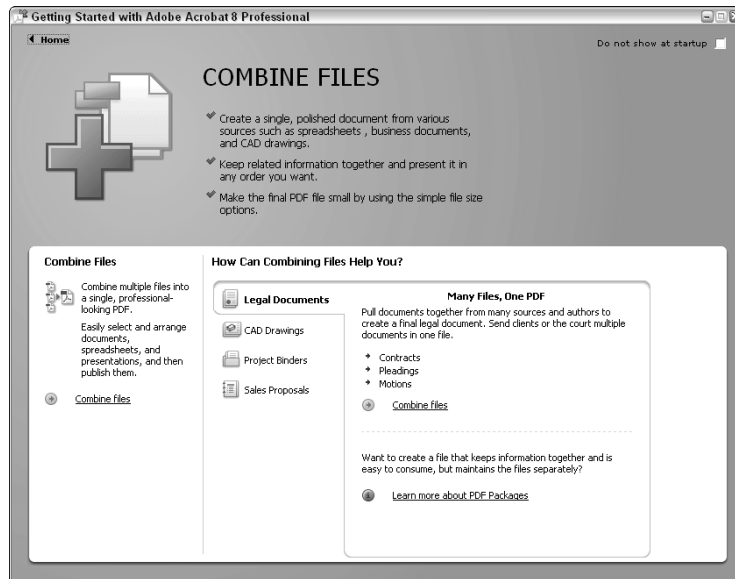 Getting Started with Adobe Acrobat 8 Professional
Home
Do not show at startup
COMBINE FILES
Create a single, polished document from various
sources such as spreadsheets , business documents,
and CAD drawings.
Keep related information together and present it in
any order you want.
Make the final PDF file small by using the simple file size
options.
Combine Files
Combine multiple files into
a single, professional-
looking PDF.
Easily select and arrange
documents,
spreadsheets, and
presentations, and then
publish them.
Combine files
How Can Combining Files Help You?
Legal Documents
CAD Drawings
Project Binders
Sales Proposals
Many Files, One PDF
Pull documents together from many sources and authors to
create a final legal document. Send clients or the court multiple
documents in one file.
Contracts
Pleadings
Motions
Combine files
Want to create a file that keeps information together and is
easy to consume, but maintains the files separately?
Learn more about PDF Packages